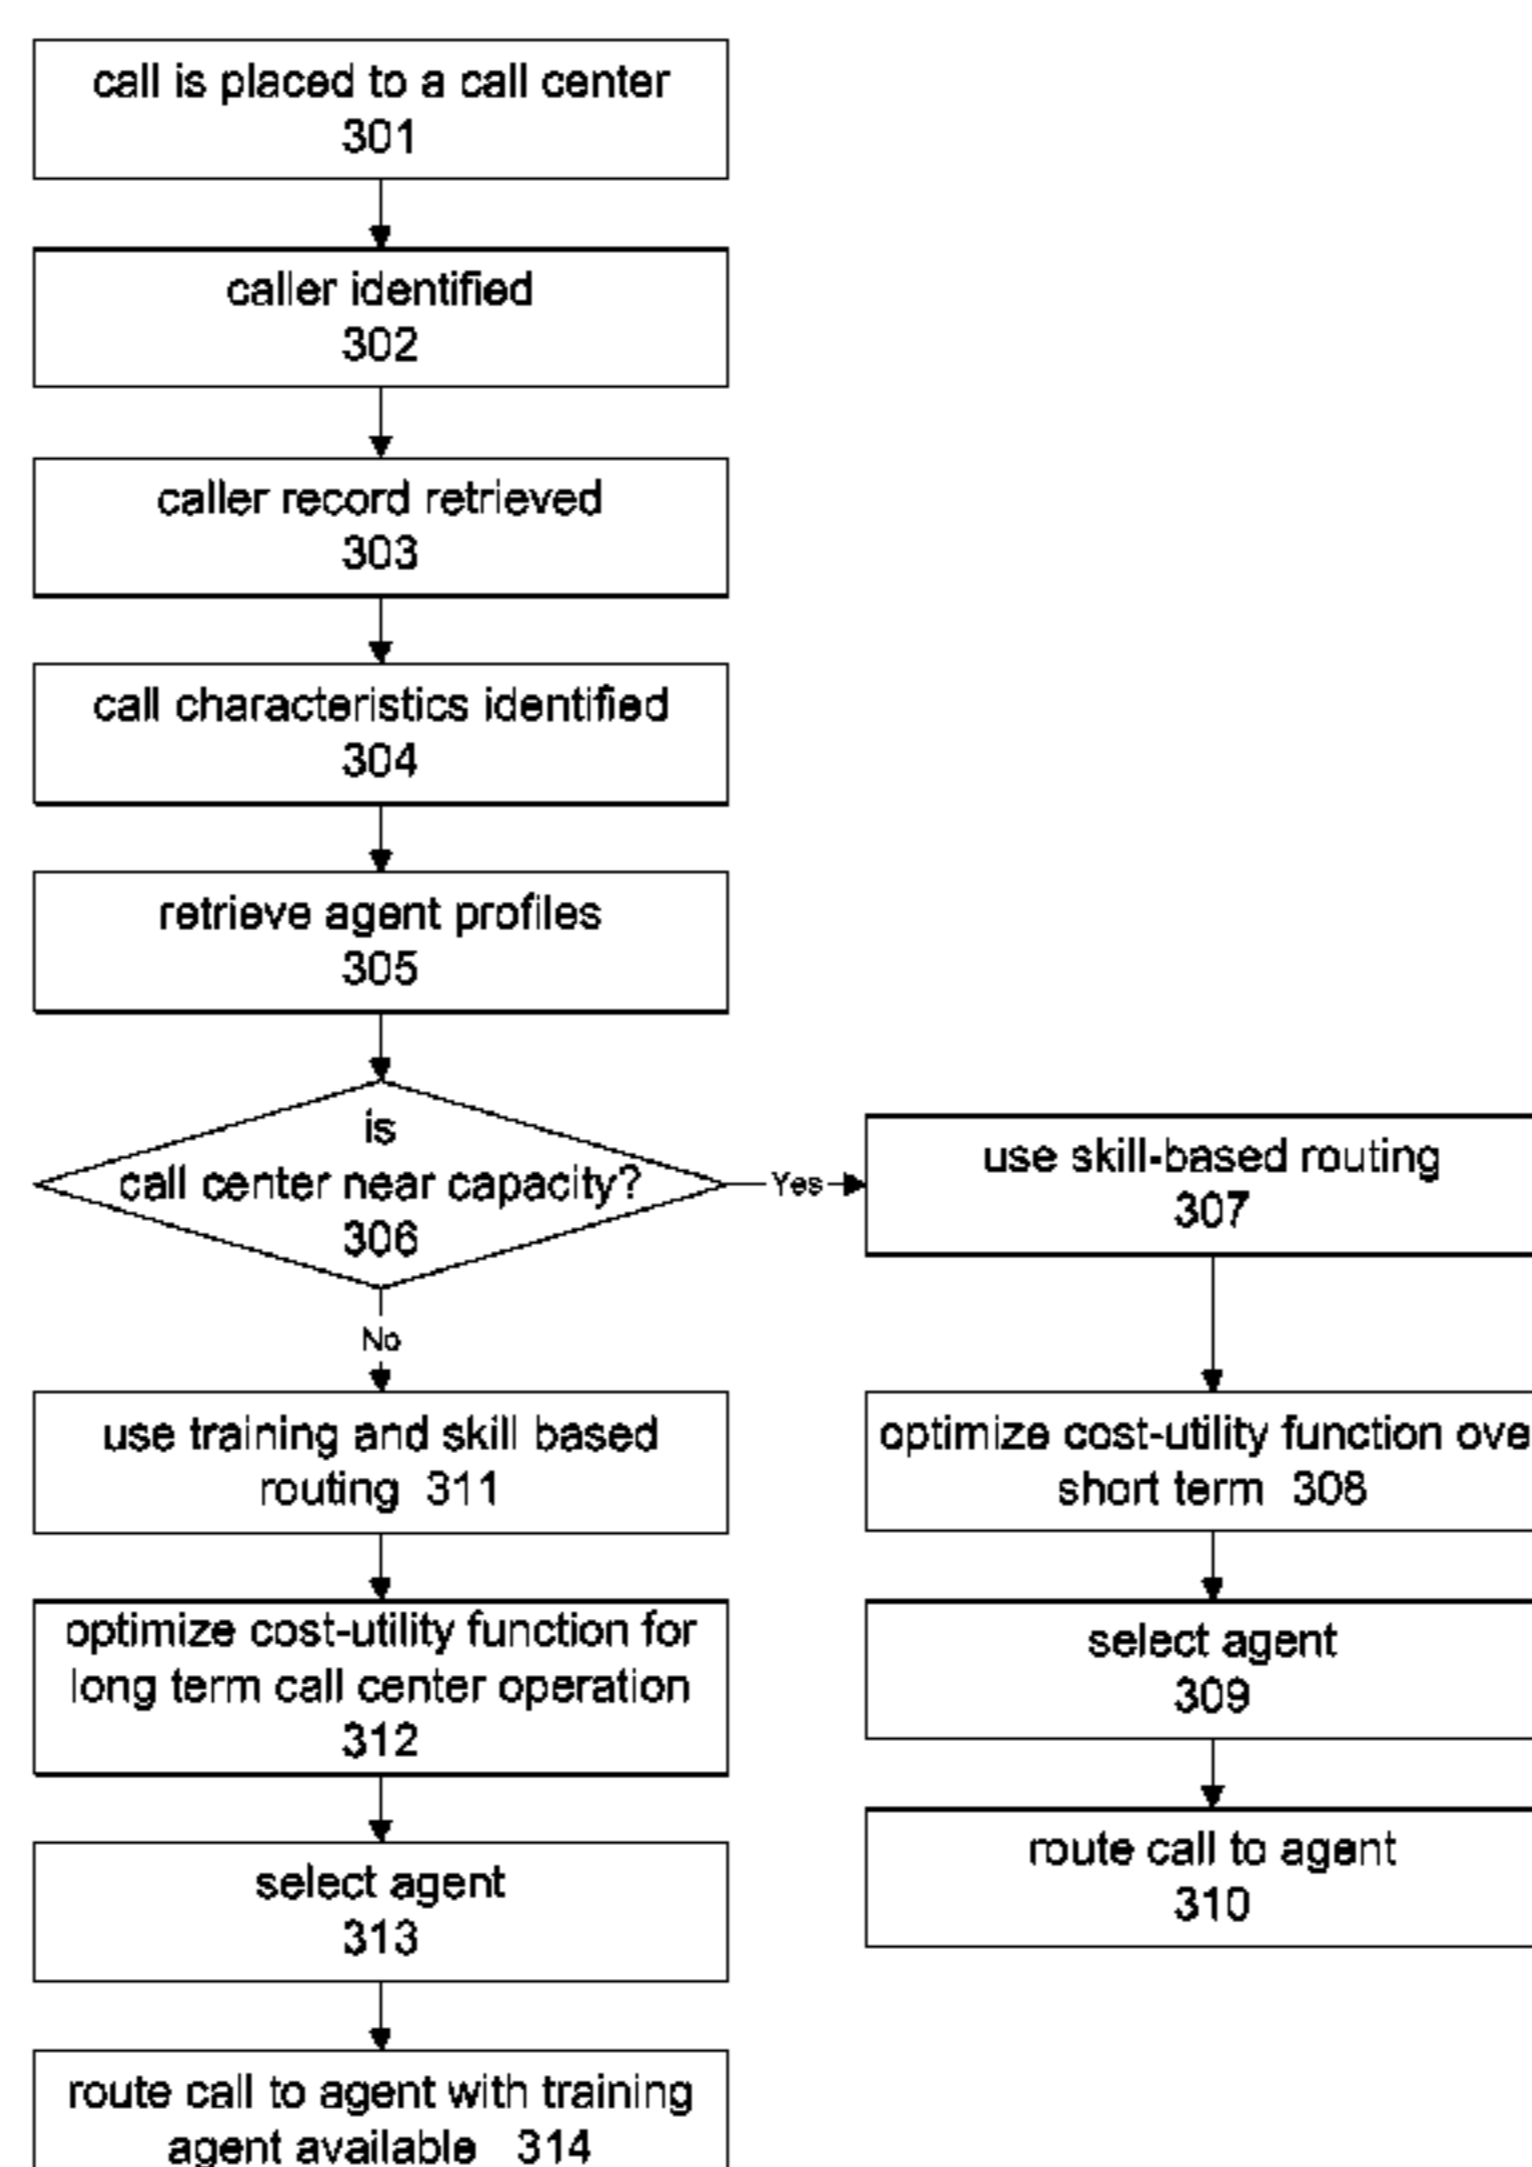 call is placed to a call center
301
caller identified
302
caller record retrieved
303
call characteristics identified
304
retrieve agent profiles
305
is
call center near capacity?
306
Yes
use skill-based routing
307
No
use training and skill based
routing 311
optimize cost-utility function ove
short term 308
optimize cost-utility function for
long term call center operation
312
select agent
309
select agent
313
route call to agent
310
route call to agent with training
agent available 314